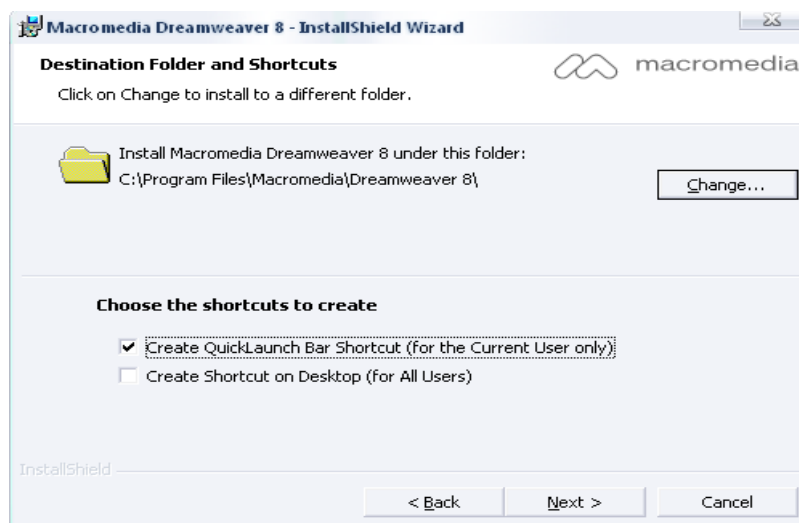 Macromedia Dreamweaver 8 - InstallShield Wizard
Destination Folder and Shortcuts
macromedia
Click on Change to install to a different folder.
Install Macromedia Dreamweaver 8 under this folder:
C:\Program Files\Macromedia\Dreamweaver 8\
Change...
Choose the shortcuts to create
Create QuickLaunch Bar Shortcut (for the Current User only)
Create Shortcut on Desktop (for All Users)
InstallShield
< Back Next > Cancel